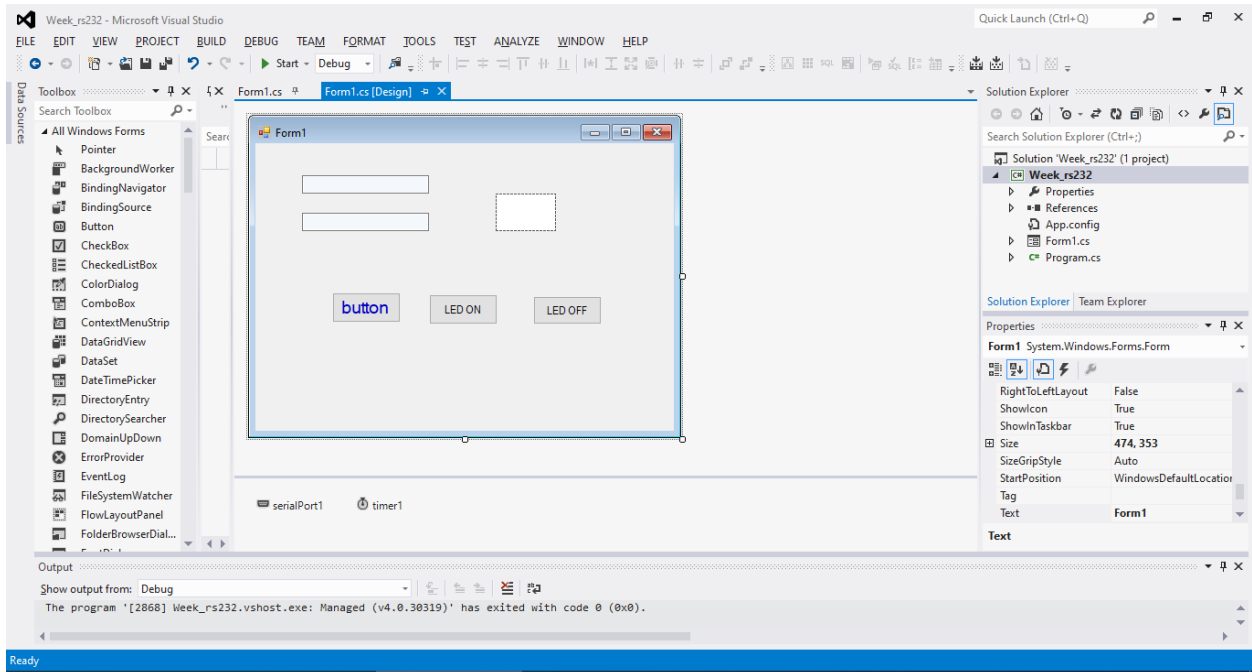 Week_rs232 - Microsoft Visual Studio
Quick Launch (Ctrl+Q)
FILE EDIT VIEW PROJECT BUILD DEBUG TEAM FORMAT TOOLS TEST ANALYZE WINDOW HELP
Start Debug
Data Sources
Toolbox
Search Toolbox
All Windows Forms
Pointer
BackgroundWorker
BindingNavigator
BindingSource
Button
CheckBox
CheckedListBox
ColorDialog
ComboBox
ContextMenuStrip
DataGridView
DataSet
DateTimePicker
DirectoryEntry
DirectorySearcher
DomainUpDown
ErrorProvider
EventLog
FileSystemWatcher
FlowLayoutPanel
FolderBrowserDial...
Form1.cs Form1.cs [Design]
Form1
button LED ON LED OFF
serialPort1 timer1
Solution Explorer
Search Solution Explorer (Ctrl+;)
Solution 'Week_rs232' (1 project)
Week_rs232
Properties
References
App.config
Form1.cs
Program.cs
Solution Explorer Team Explorer
Properties
Form1 System.Windows.Forms.Form
RightToLeftLayout False
ShowIcon True
ShowInTaskbar True
Size 474, 353
SizeGripStyle Auto
StartPosition WindowsDefaultLocation
Tag
Text Form1
Text
Output
Show output from: Debug
The program '[2868] Week_rs232.vshost.exe: Managed (v4.0.30319)' has exited with code 0 (0x0).
Ready